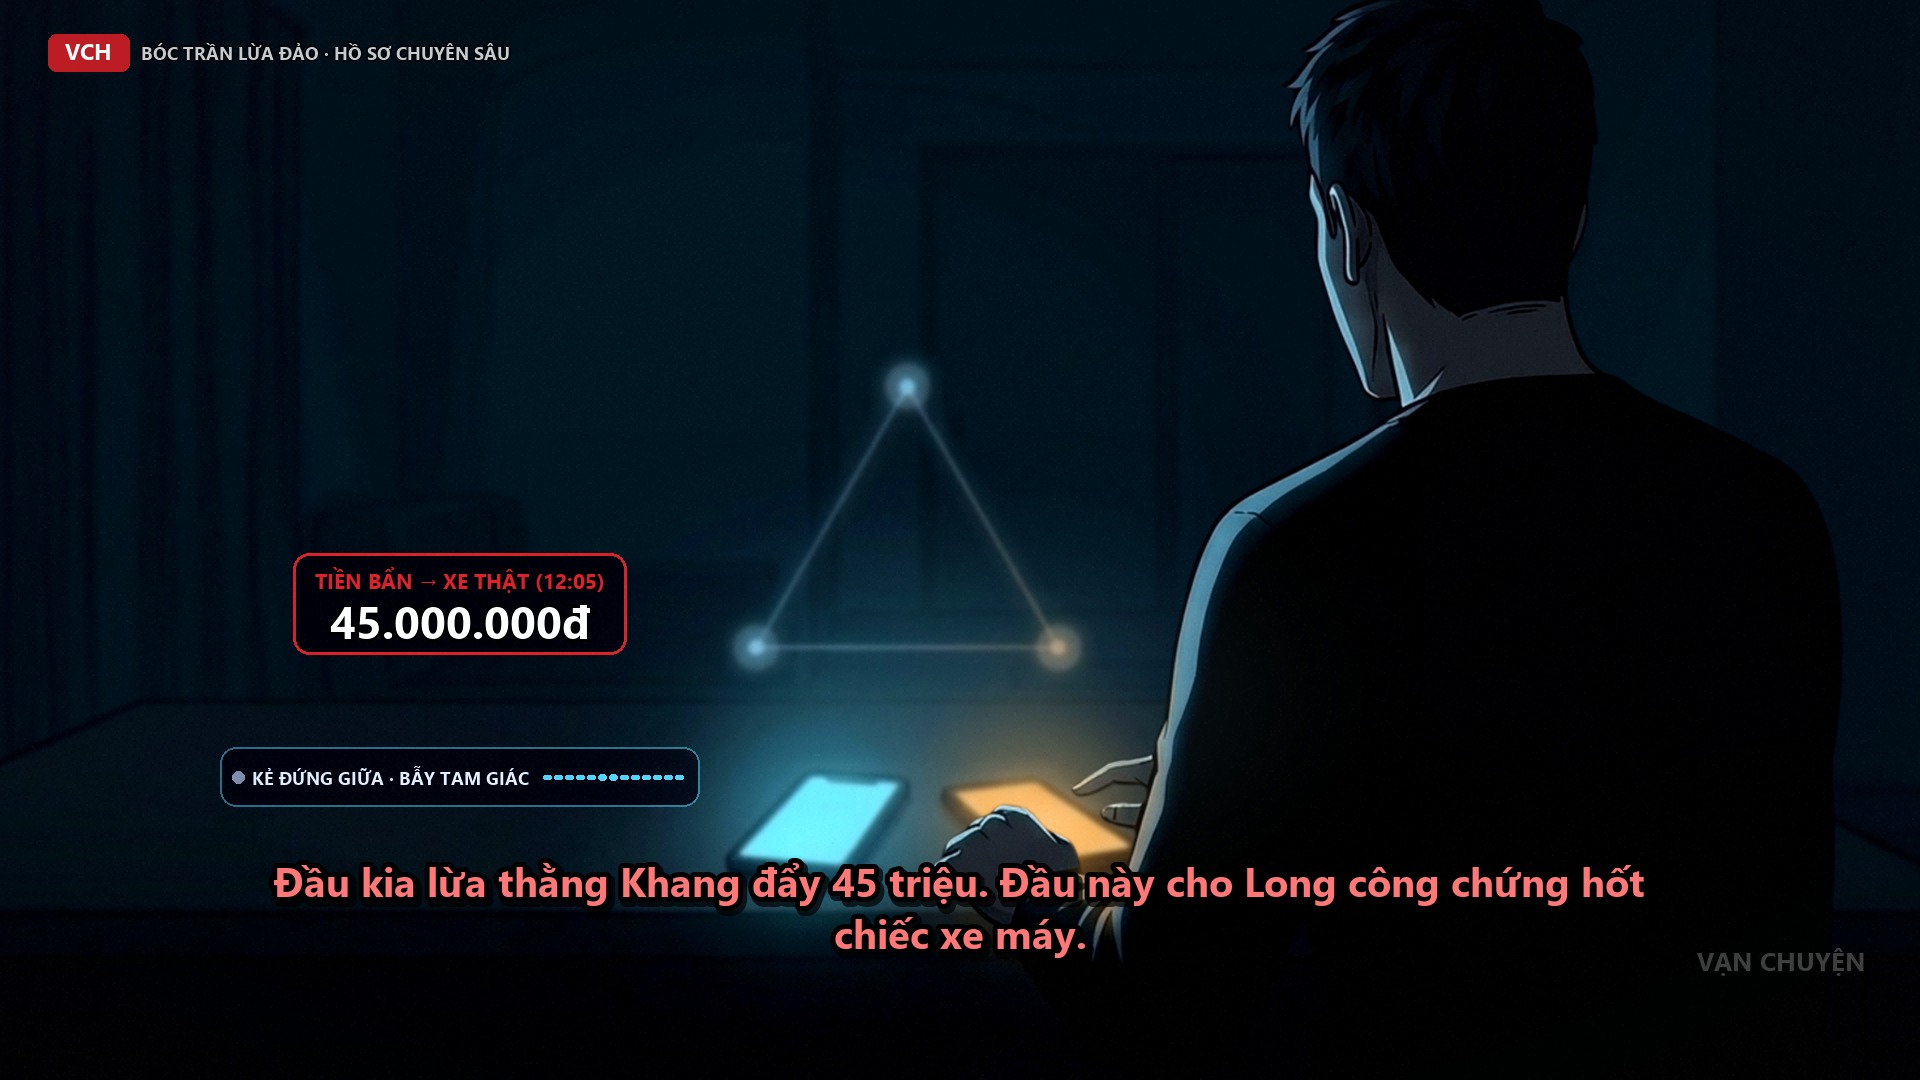 VCH BÓC TRẦN LỪA ĐẢO · HỒ SƠ CHUYÊN SÂU
TIỀN BẨN → XE THẬT (12:05)
45.000.000đ
KẺ ĐỨNG GIỮA · BẪY TAM GIÁC
Đầu kia lừa thằng Khang đẩy 45 triệu. Đầu này cho Long công chứng hốt
chiếc xe máy.
VẠN CHUYỆN